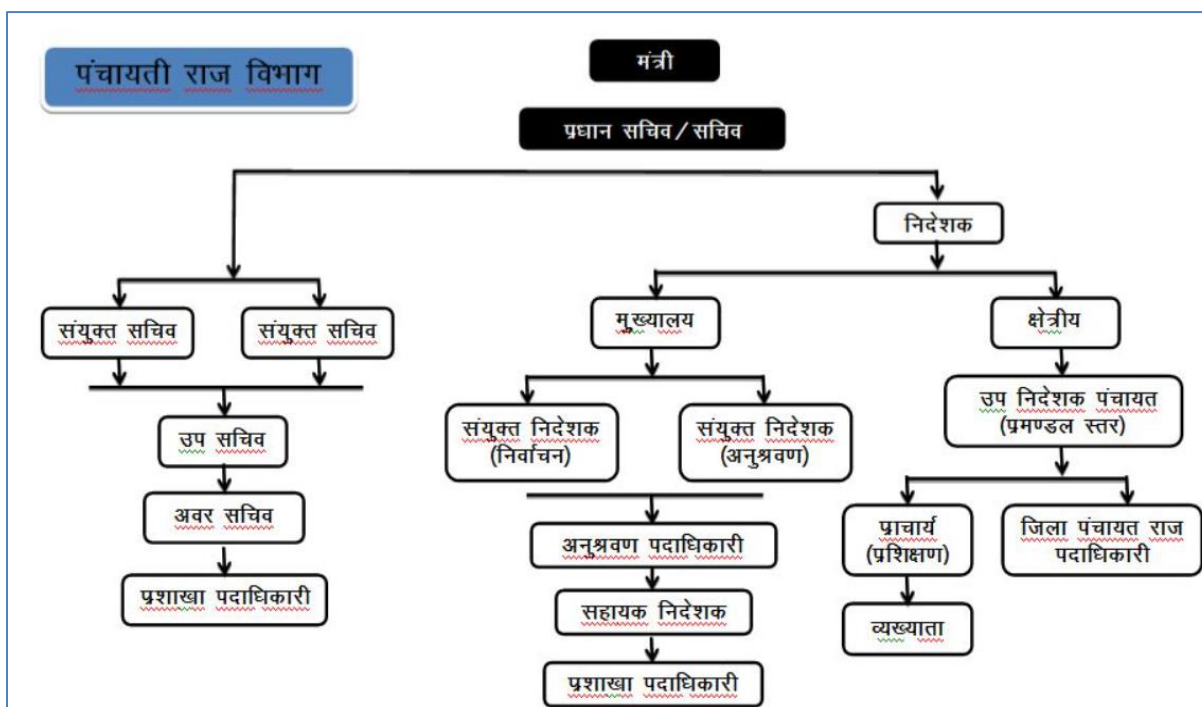 पंचायती राज विभाग
मंत्री
प्रधान सचिव/सचिव
निदेशक
संयुक्त सचिव
संयुक्त सचिव
मुख्यालय
क्षेत्रीय
उप सचिव
संयुक्त निदेशक
(निर्वाचन)
संयुक्त निदेशक
(अनुश्रवण)
उप निदेशक पंचायत
(प्रमण्डल स्तर)
अवर सचिव
अनुश्रवण पदाधिकारी
प्राचार्य
(प्रशिक्षण)
जिला पंचायत राज
पदाधिकारी
प्रशाखा पदाधिकारी
सहायक निदेशक
व्यख्याता
प्रशाखा पदाधिकारी